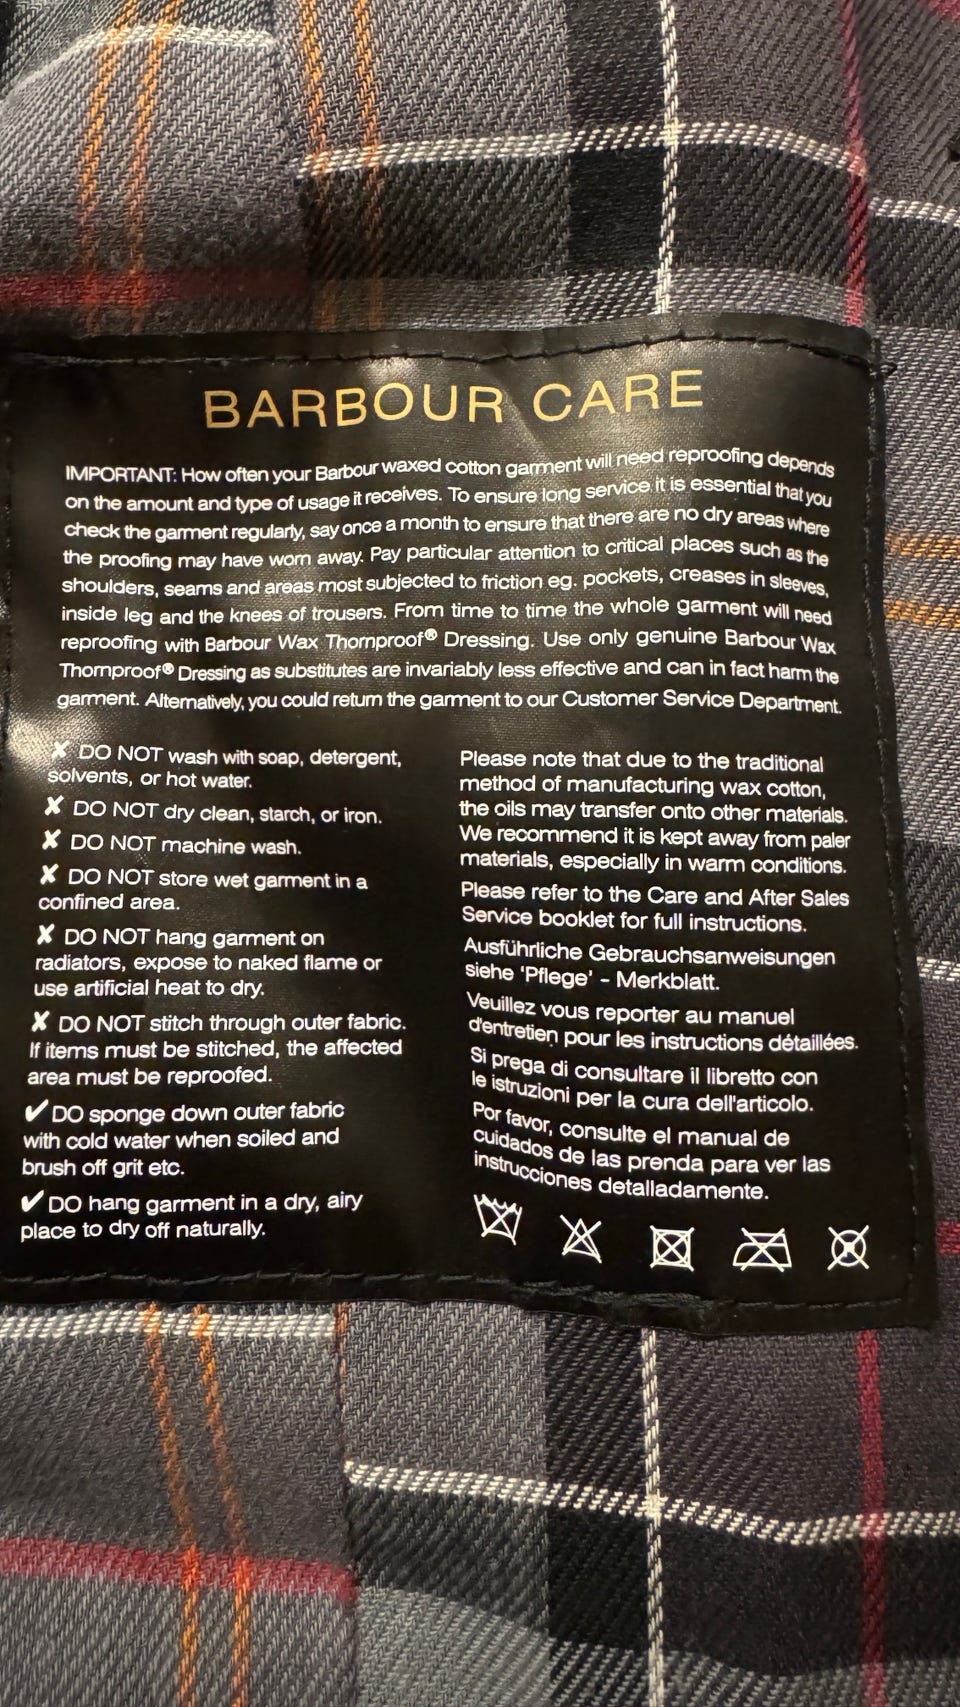 BARBOUR CARE
IMPORTANT: How often your Barbour waxed cotton garment will need reproofing depends
on the amount and type of usage it receives. To ensure long service it is essential that you
check the garment regularly, say once a month to ensure that there are no dry areas where
the proofing may have worn away. Pay particular attention to critical places such as the
shoulders, seams and areas most subjected to friction eg. pockets, creases in sleeves,
inside leg and the knees of trousers. From time to time the whole garment will need
reproofing with Barbour Wax Thornproof® Dressing. Use only genuine Barbour Wax
Thornproof® Dressing as substitutes are invariably less effective and can in fact harm the
garment. Alternatively, you could return the garment to our Customer Service Department.
✘ DO NOT wash with soap, detergent,
solvents, or hot water.
✘ DO NOT dry clean, starch, or iron.
✘ DO NOT machine wash.
✘ DO NOT store wet garment in a
confined area.
✘ DO NOT hang garment on
radiators, expose to naked flame or
use artificial heat to dry.
✘ DO NOT stitch through outer fabric.
If items must be stitched, the affected
area must be reproofed.
✔ DO sponge down outer fabric
with cold water when soiled and
brush off grit etc.
✔ DO hang garment in a dry, airy
place to dry off naturally.
Please note that due to the traditional
method of manufacturing wax cotton,
the oils may transfer onto other materials.
We recommend it is kept away from paler
materials, especially in warm conditions.
Please refer to the Care and After Sales
Service booklet for full instructions.
Ausführliche Gebrauchsanweisungen
siehe 'Pflege' - Merkblatt.
Veuillez vous reporter au manuel
d'entretien pour les instructions détaillées.
Si prega di consultare il libretto con
le istruzioni per la cura dell'articolo.
Por favor, consulte el manual de
cuidados de las prenda para ver las
instrucciones detalladamente.